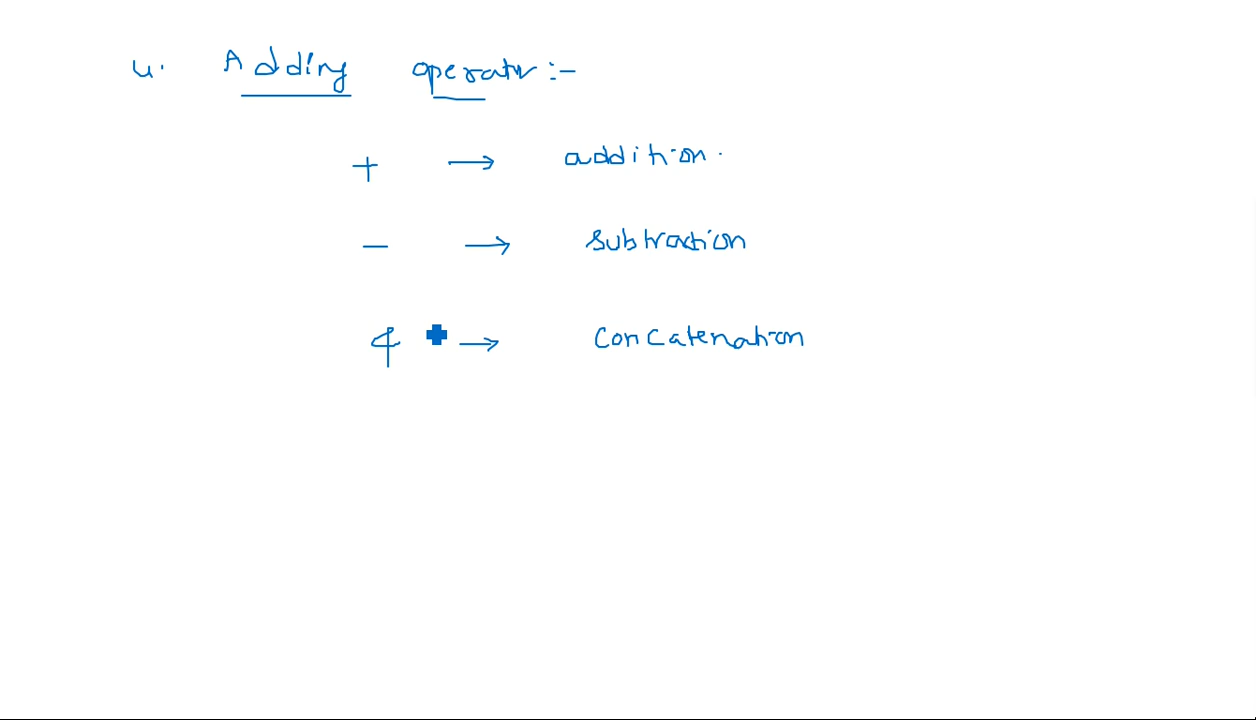 4. Adding operator :-
+ → addition.
- → subtraction
& → concatenation